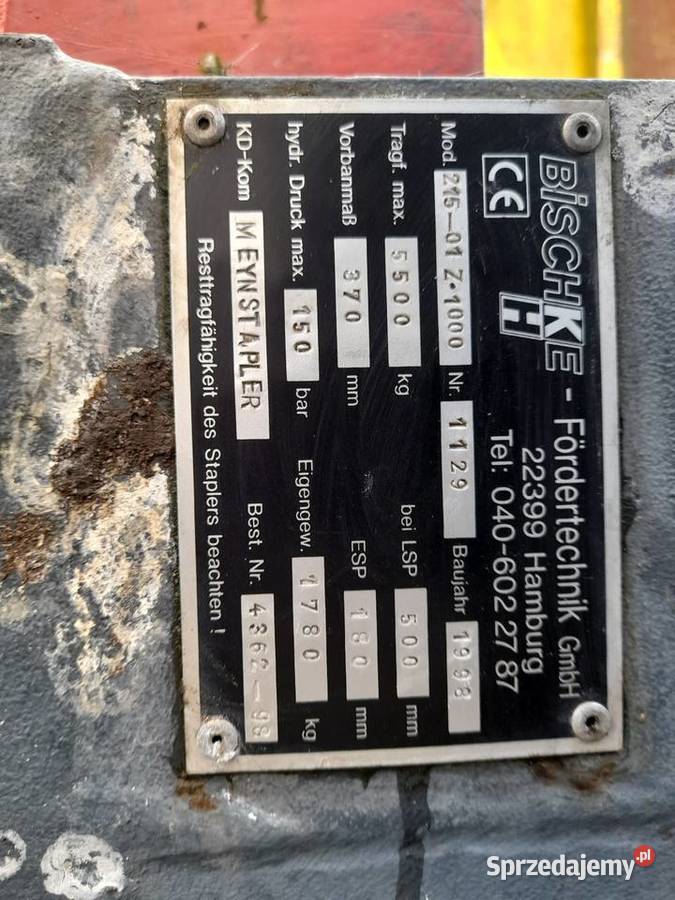 BISCHKE - Fördertechnik GmbH
H
22399 Hamburg
CE
Tel: 040-602 27 87
Mod. 215-01 Z·1000 Nr. 1129 Baujahr 1998
Tragf. max. 5500 kg bei LSP 500 mm
Vorbanmaß 370 mm ESP 180 mm
hydr. Druck max. 150 bar Eigengew. 1780 kg
KD-Kom MEYNSTAPLER Best. Nr. 4362-98
Resttragfähigkeit des Staplers beachten !
Sprzedajemy.pl